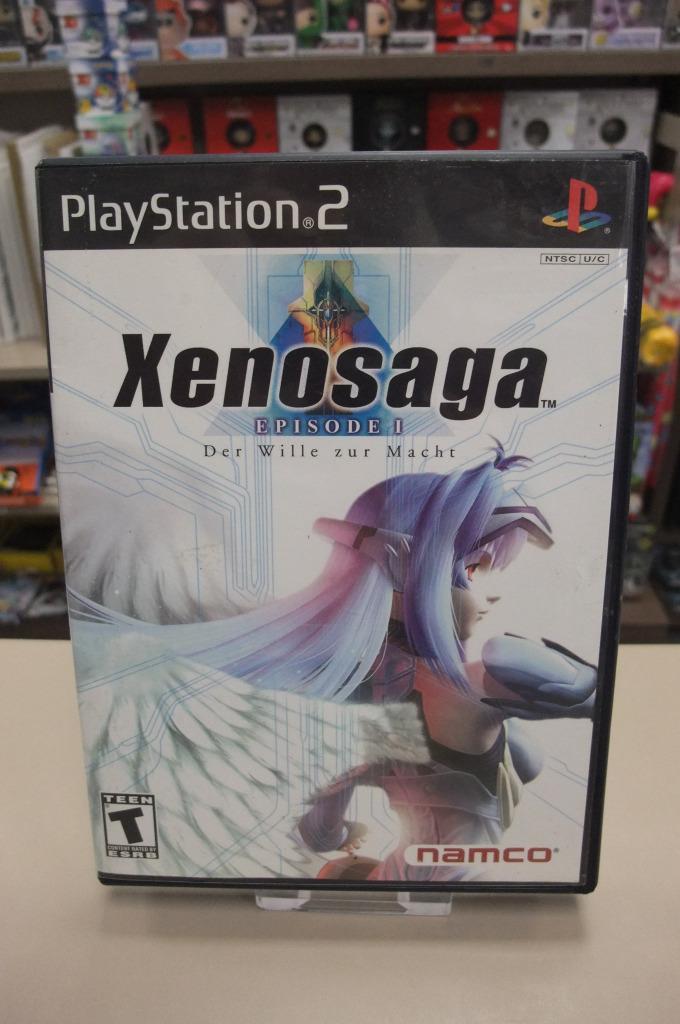 PlayStation®2
NTSC U/C
Xenosaga™
EPISODE I
Der Wille zur Macht
TEEN
T
CONTENT RATED BY
ESRB
namco®